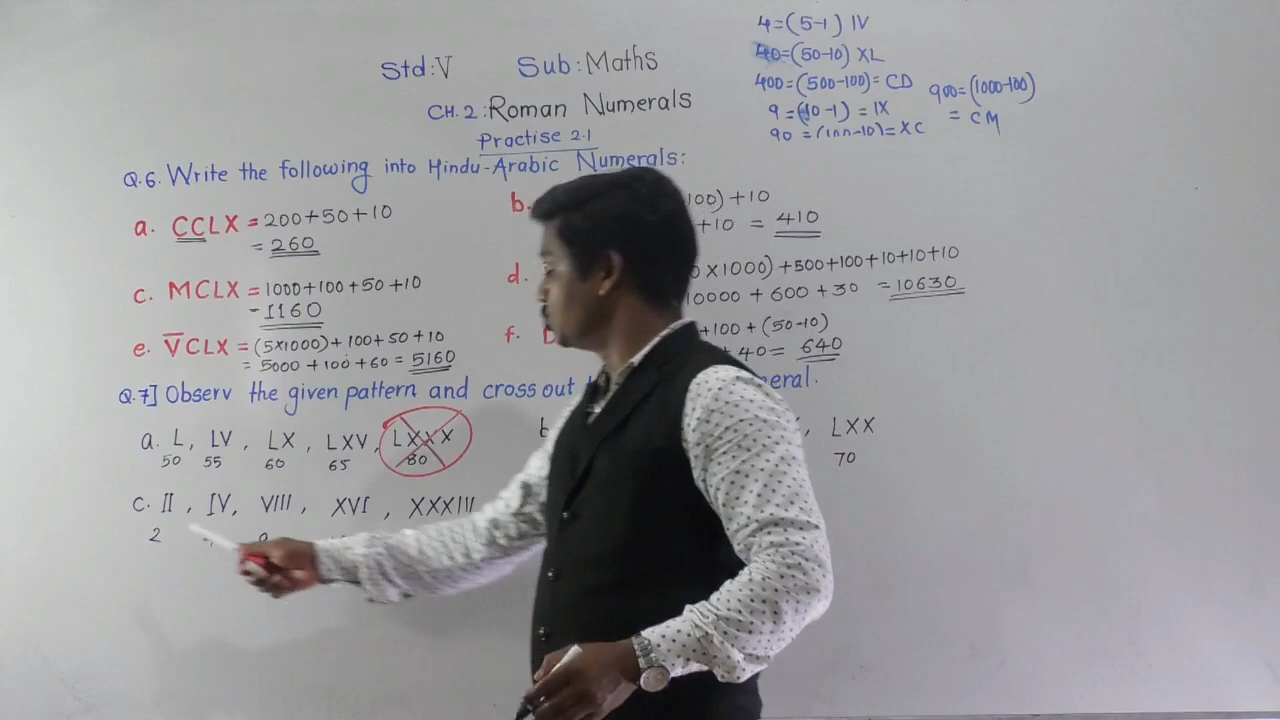 4=(5-1) IV
40=(50-10) XL
400=(500-100)= CD
9=(10-1) = IX
90 =(100-10)=XC
900=(1000-100)
= CM
Std:V Sub:Maths
CH.2:Roman Numerals
Practise 2.1
Q.6. Write the following into Hindu-Arabic Numerals:
a. CCLX = 200+50+10
= 260
b. 100) +10
+10 = 410
c. MCLX = 1000+100+50+10
-1160
d. 0×1000) +500+100+10+10+10
10000 + 600 +30 = 10630
e. V̅CLX = (5x1000)+100+50+10
= 5000+100+60 = 5160
f. +100 + (50-10)
+ 40= 640
Q.7] Observ the given pattern and cross out eral.
a. L, LV, LX, LXV, LXXX
50 55 60 65 80
, LXX
70
C. II, IV, VIII, XVI, XXXIII
2